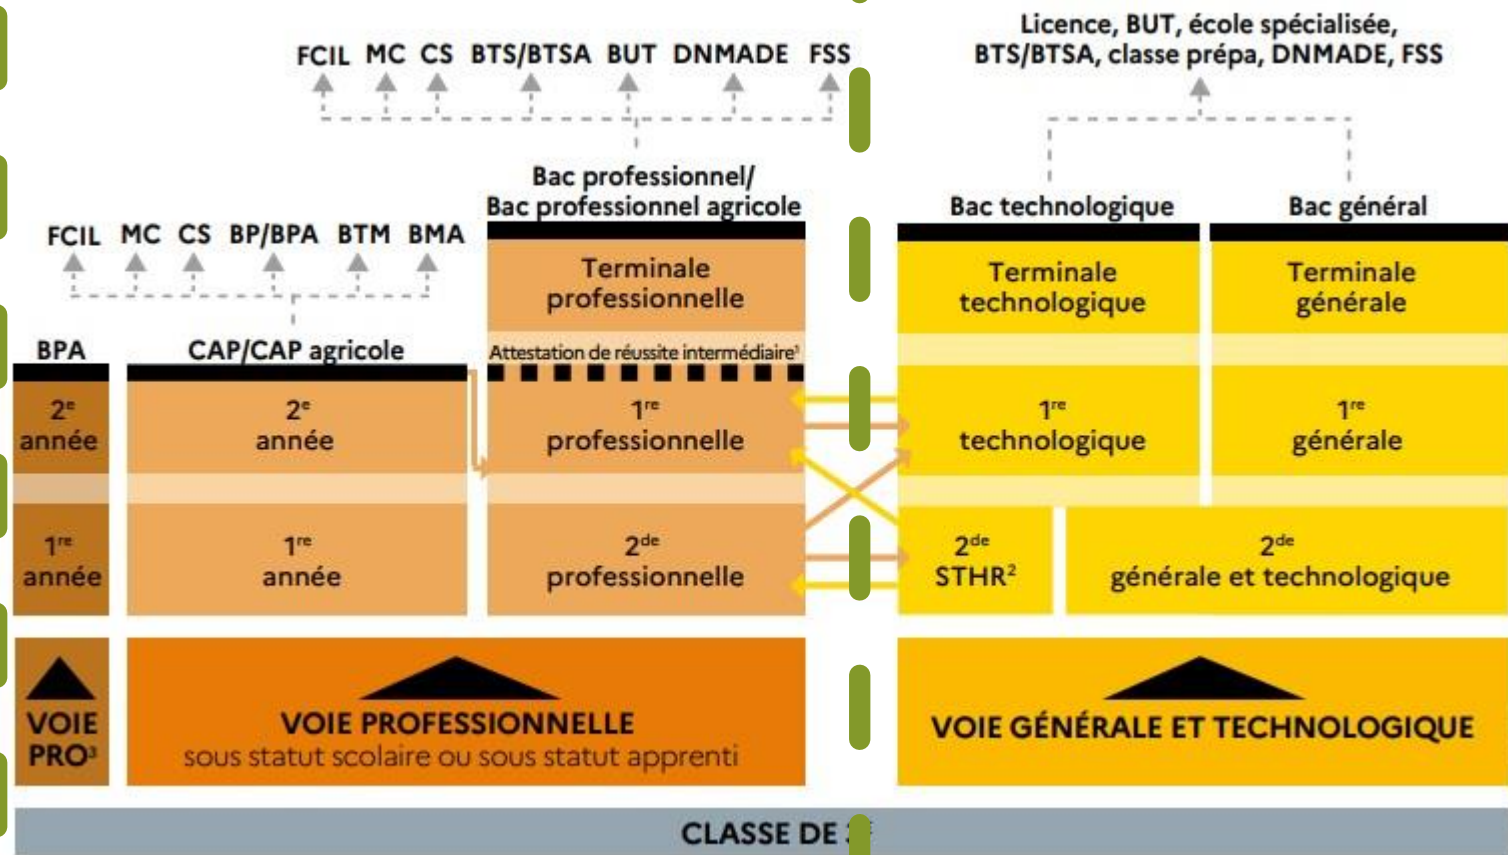 Licence, BUT, école spécialisée,
BTS/BTSA, classe prépa, DNMADE, FSS
FCIL MC CS BTS/BTSA BUT DNMADE FSS
Bac professionnel/
Bac professionnel agricole
Bac technologique
Bac général
FCIL MC CS BP/BPA BTM BMA
Terminale
professionnelle
Terminale
technologique
Terminale
générale
BPA
CAP/CAP agricole
Attestation de réussite intermédiaire¹
2e
année
2e
année
1re
professionnelle
1re
technologique
1re
générale
1re
année
1re
année
2de
professionnelle
2de
STHR²
2de
générale et technologique
VOIE
PRO³
VOIE PROFESSIONNELLE
sous statut scolaire ou sous statut apprenti
VOIE GÉNÉRALE ET TECHNOLOGIQUE
CLASSE DE